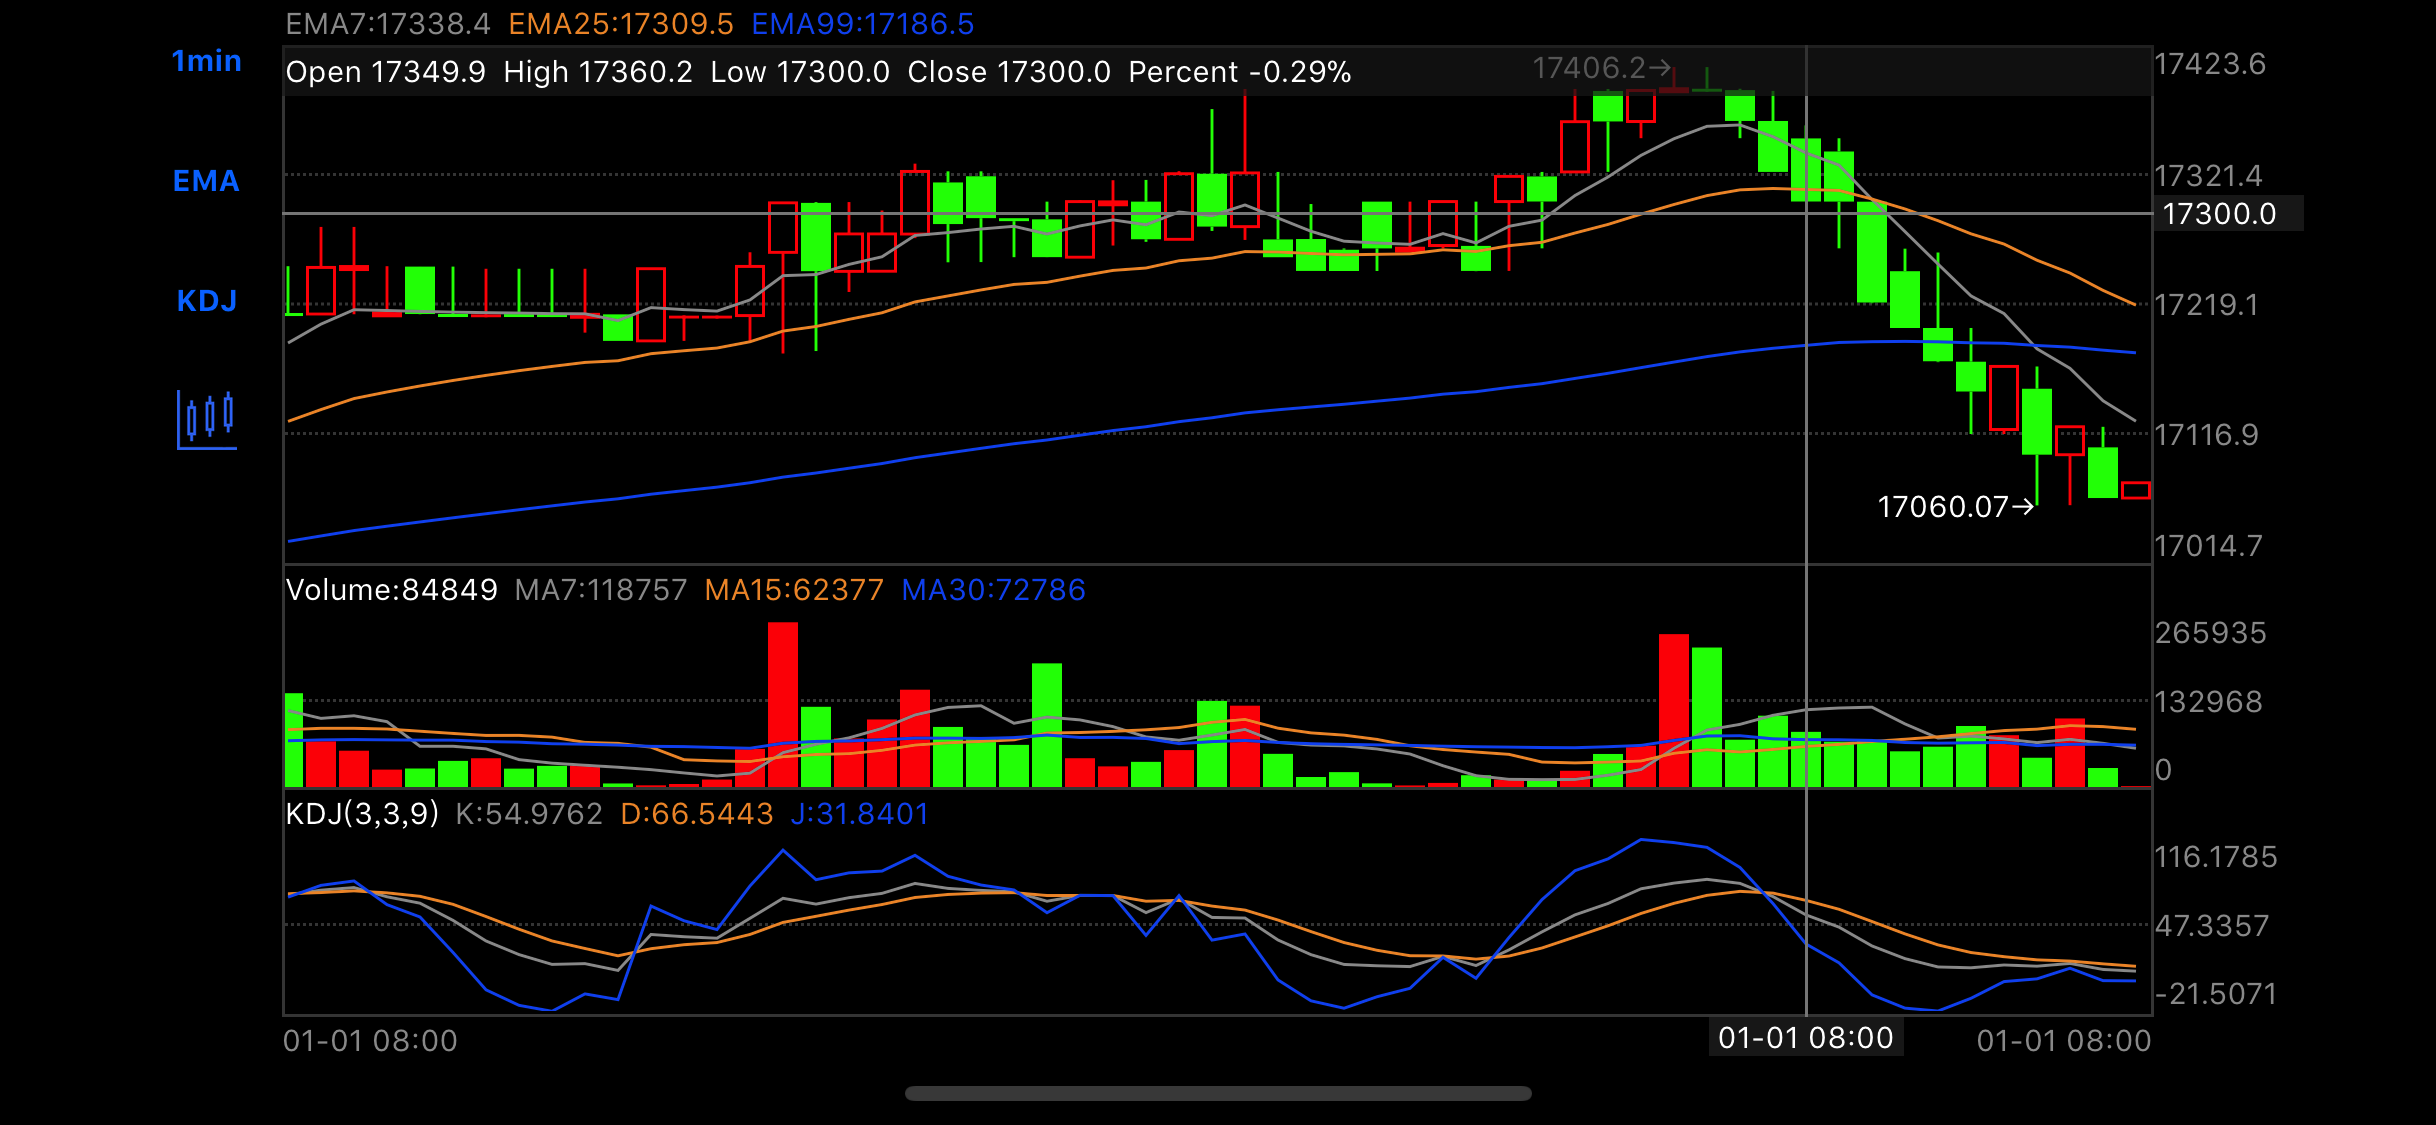 EMA7:17338.4 EMA25:17309.5 EMA99:17186.5
1min
Open 17349.9 High 17360.2 Low 17300.0 Close 17300.0 Percent -0.29%
17406.2→
17423.6
EMA
17321.4
17300.0
KDJ
17219.1
17116.9
17060.07→
17014.7
Volume:84849 MA7:118757 MA15:62377 MA30:72786
265935
132968
0
KDJ(3,3,9) K:54.9762 D:66.5443 J:31.8401
116.1785
47.3357
-21.5071
01-01 08:00 01-01 08:00 01-01 08:00